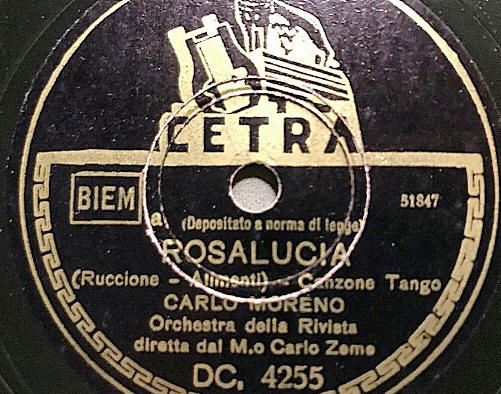 CETRA
BIEM
51847
(Depositato a norma di legge)
ROSALUCIA
(Ruccione - Alimenti) - Canzone Tango
CARLO MORENO
Orchestra della Rivista
diretta dal M.o Carlo Zeme
DC. 4255